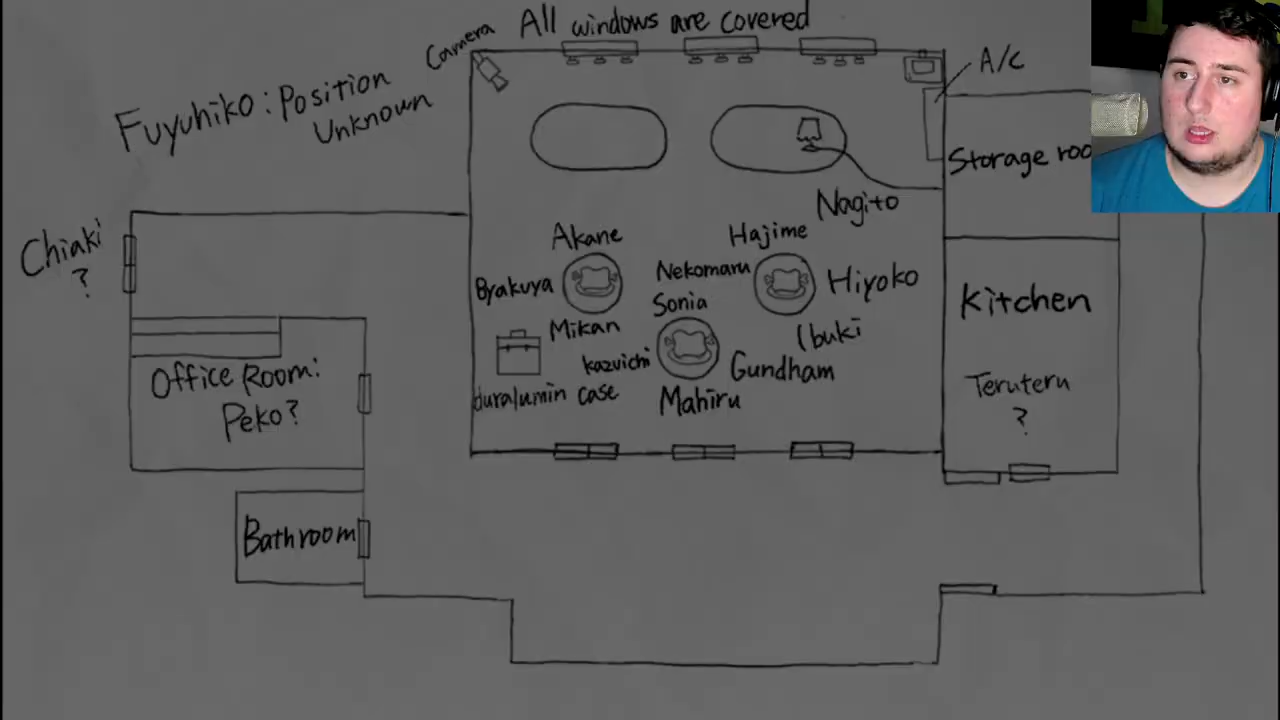 All windows are covered
Camera
A/C
Fuyuhiko: Position
Unknown
Storage roo
Nagito
Chiaki
?
Akane
Hajime
Byakuya
Nekomaru
Hiyoko
Sonia
Kitchen
Mikan
Ibuki
kazuichi
Gundham
duralumin case
Mahiru
Office Room:
Peko?
Teruteru
?
Bathroom